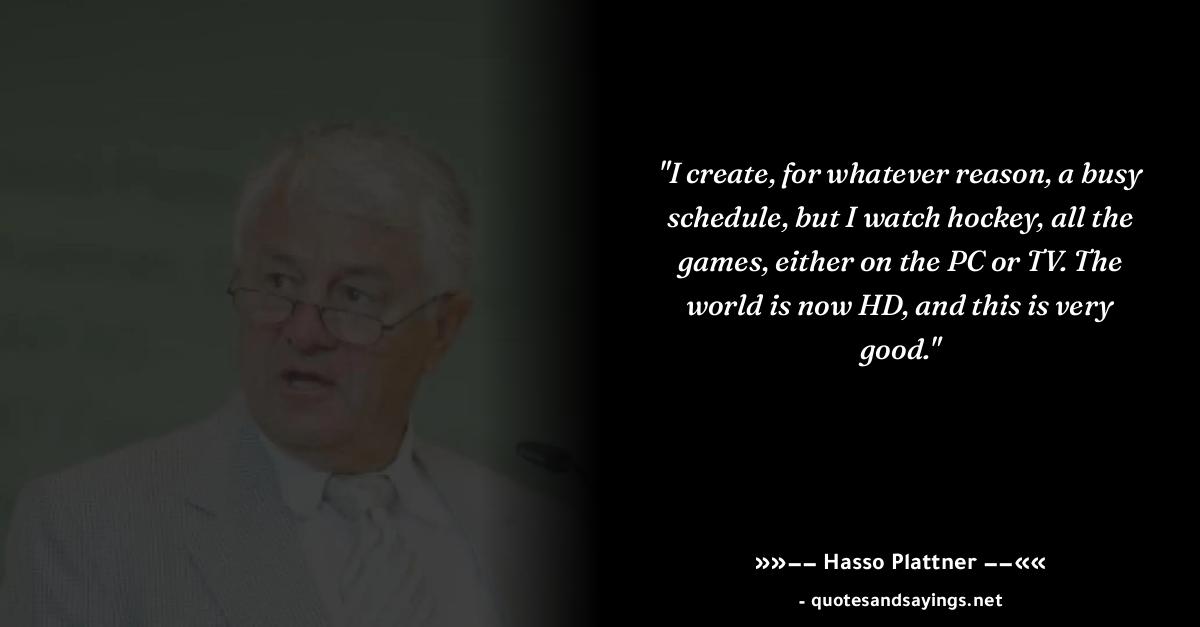 "I create, for whatever reason, a busy
schedule, but I watch hockey, all the
games, either on the PC or TV. The
world is now HD, and this is very
good."
»»−− Hasso Plattner −−««
- quotesandsayings.net